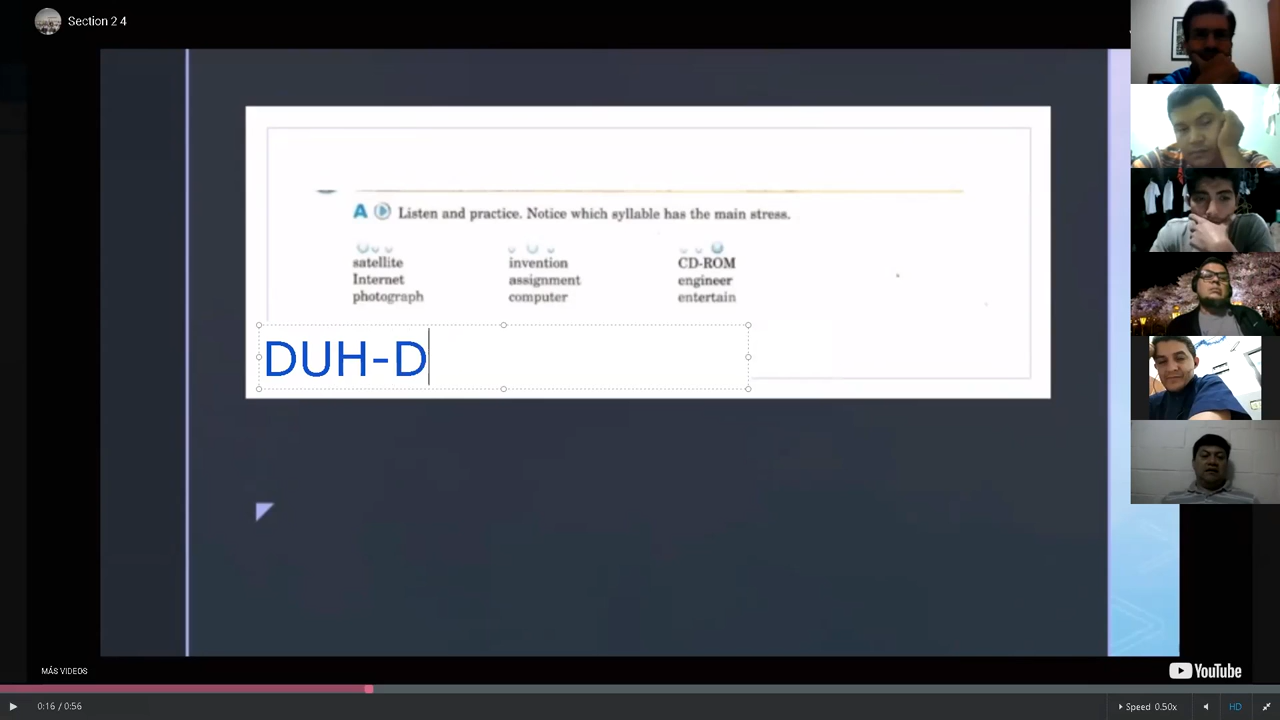 Section 2 4
A Listen and practice. Notice which syllable has the main stress.
satellite
Internet
photograph
invention
assignment
computer
CD-ROM
engineer
entertain
DUH-D
MÁS VIDEOS
YouTube
0:16 / 0:56
Speed 0.50x
HD